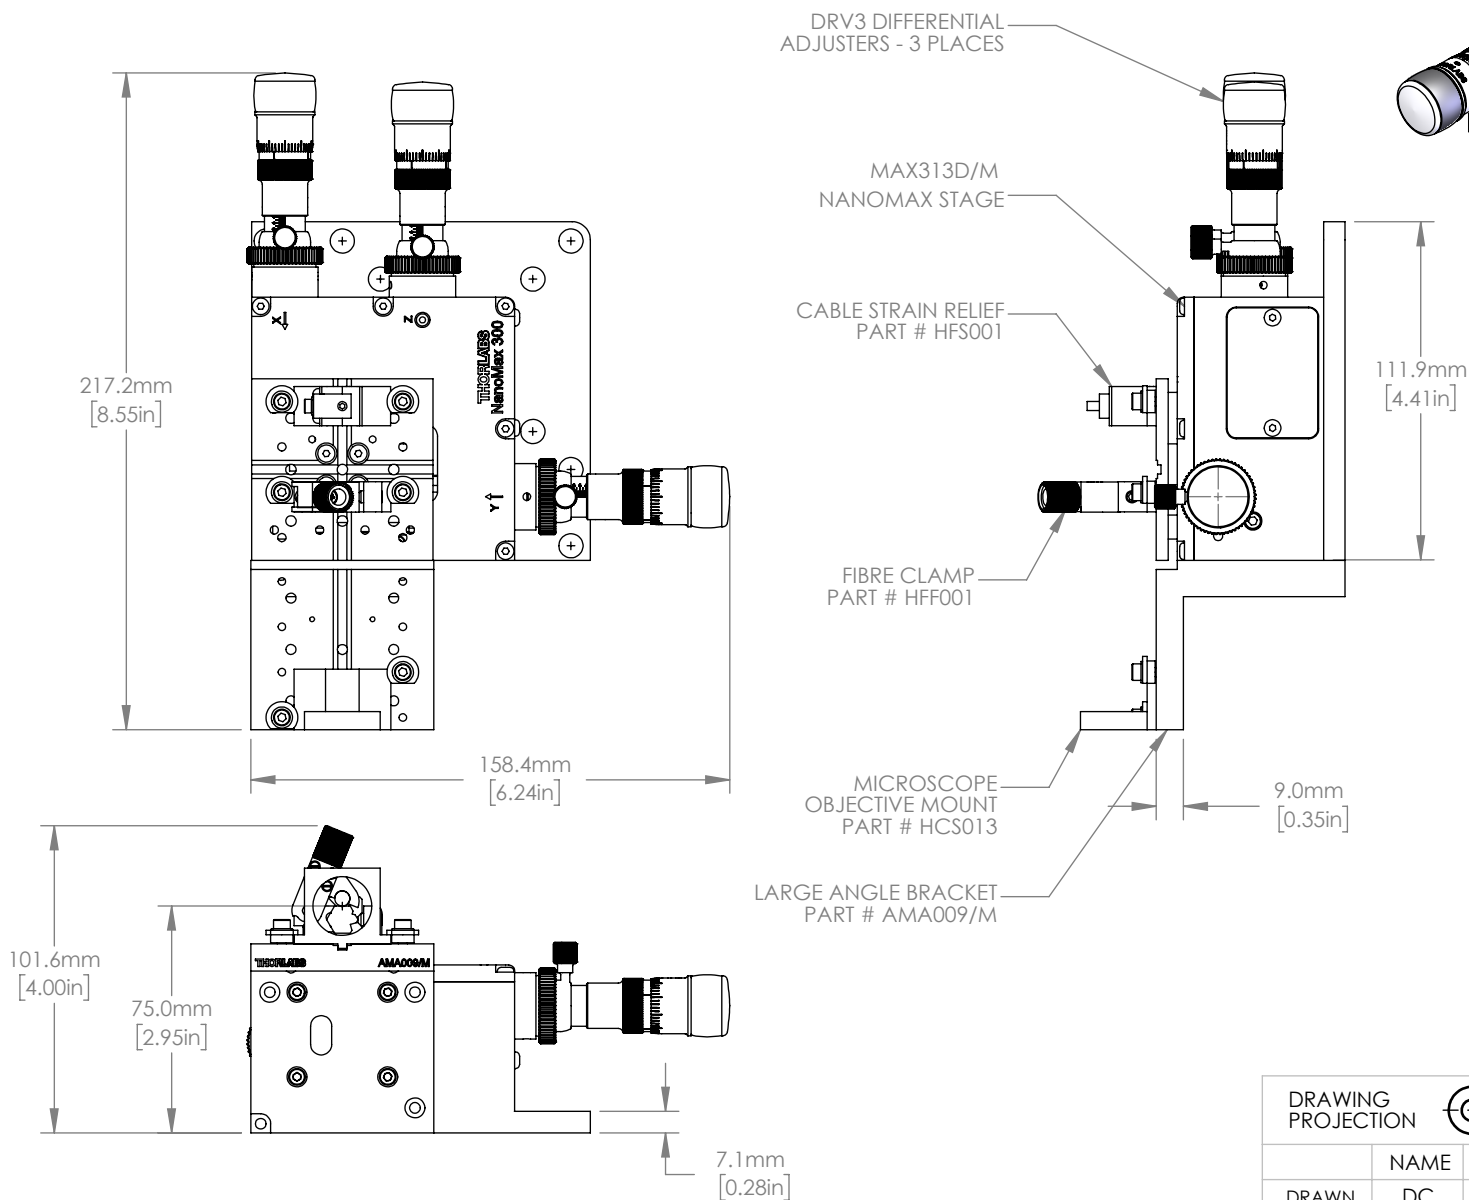 DRV3 DIFFERENTIAL
ADJUSTERS - 3 PLACES
MAX313D/M
NANOMAX STAGE
CABLE STRAIN RELIEF
PART # HFS001
FIBRE CLAMP
PART # HFF001
MICROSCOPE
OBJECTIVE MOUNT
PART # HCS013
LARGE ANGLE BRACKET
PART # AMA009/M
217.2mm
[8.55in]
X
Z
THORLABS
NanoMax 300
Y
158.4mm
[6.24in]
111.9mm
[4.41in]
9.0mm
[0.35in]
101.6mm
[4.00in]
75.0mm
[2.95in]
THORLABS AMA009/M
7.1mm
[0.28in]
DRAWING
PROJECTION
NAME
DRAWN DC